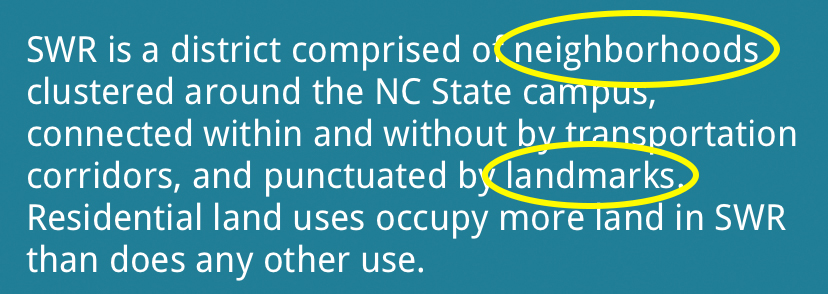 SWR is a district comprised of neighborhoods
clustered around the NC State campus,
connected within and without by transportation
corridors, and punctuated by landmarks.
Residential land uses occupy more land in SWR
than does any other use.